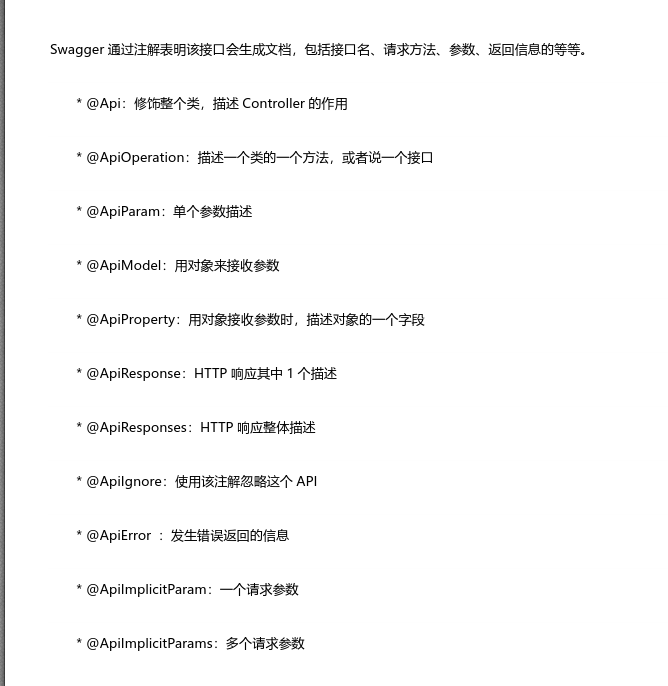 Swagger 通过注解表明该接口会生成文档，包括接口名、请求方法、参数、返回信息的等等。
* @Api：修饰整个类，描述 Controller 的作用
* @ApiOperation：描述一个类的一个方法，或者说一个接口
* @ApiParam：单个参数描述
* @ApiModel：用对象来接收参数
* @ApiProperty：用对象接收参数时，描述对象的一个字段
* @ApiResponse：HTTP 响应其中 1 个描述
* @ApiResponses：HTTP 响应整体描述
* @ApiIgnore：使用该注解忽略这个 API
* @ApiError ：发生错误返回的信息
* @ApiImplicitParam：一个请求参数
* @ApiImplicitParams：多个请求参数